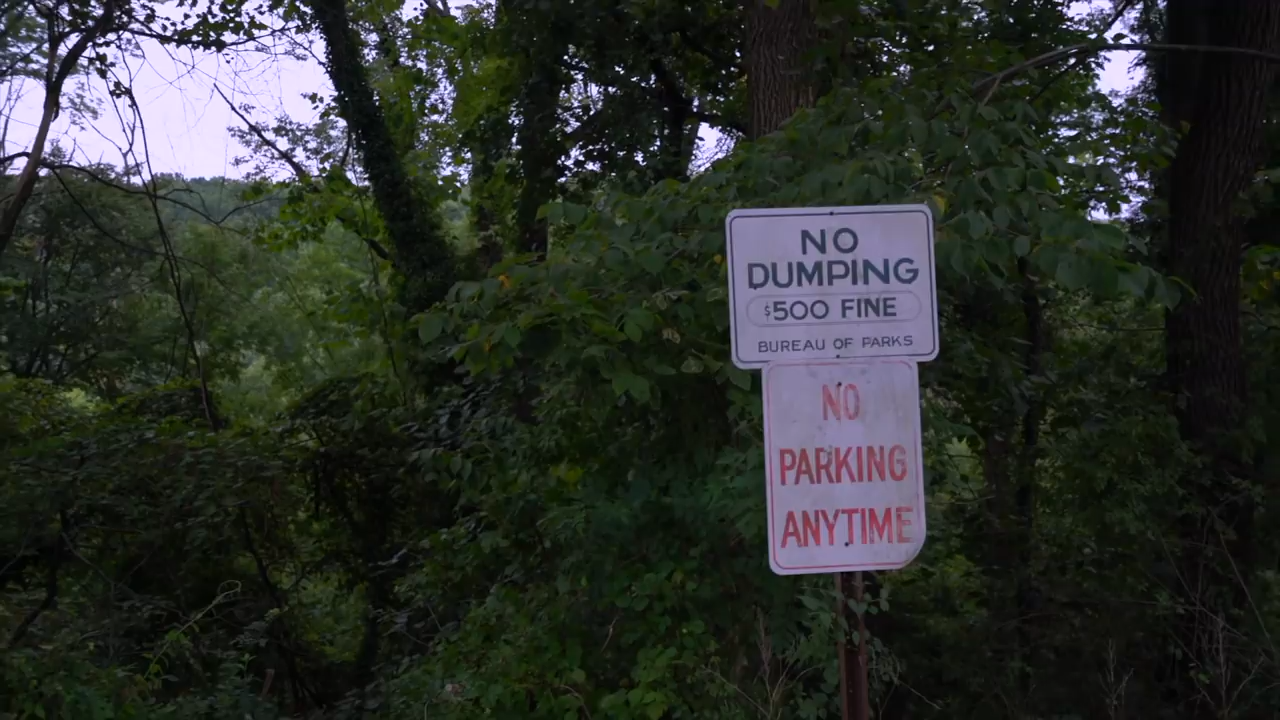 NO
DUMPING
$500 FINE
BUREAU OF PARKS
NO
PARKING
ANYTIME